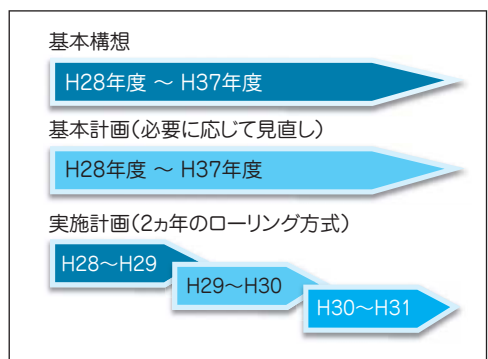 基本構想
H28年度 ～ H37年度
基本計画（必要に応じて見直し）
H28年度 ～ H37年度
実施計画（2ヵ年のローリング方式）
H28～H29
H29～H30
H30～H31